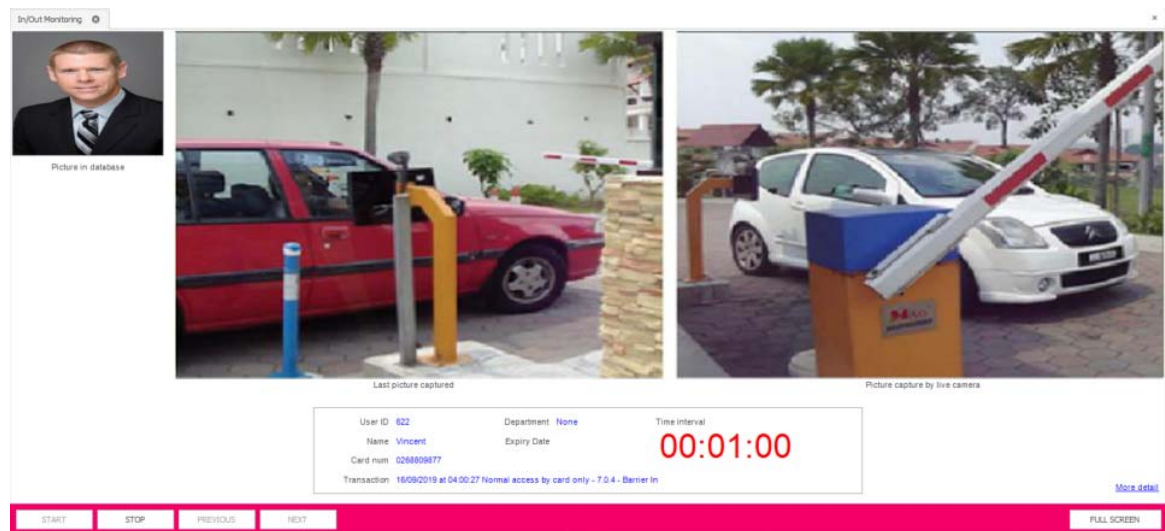 In/Out Monitoring
Picture in database
Last picture captured
Picture capture by live camera
User ID 622 Department None Time interval
Name Vincent Expiry Date 00:01:00
Card num 0268809877
Transaction 16/09/2019 at 04:00:27 Normal access by card only - 7.0.4 - Barrier In
More detail
START STOP PREVIOUS NEXT FULL SCREEN